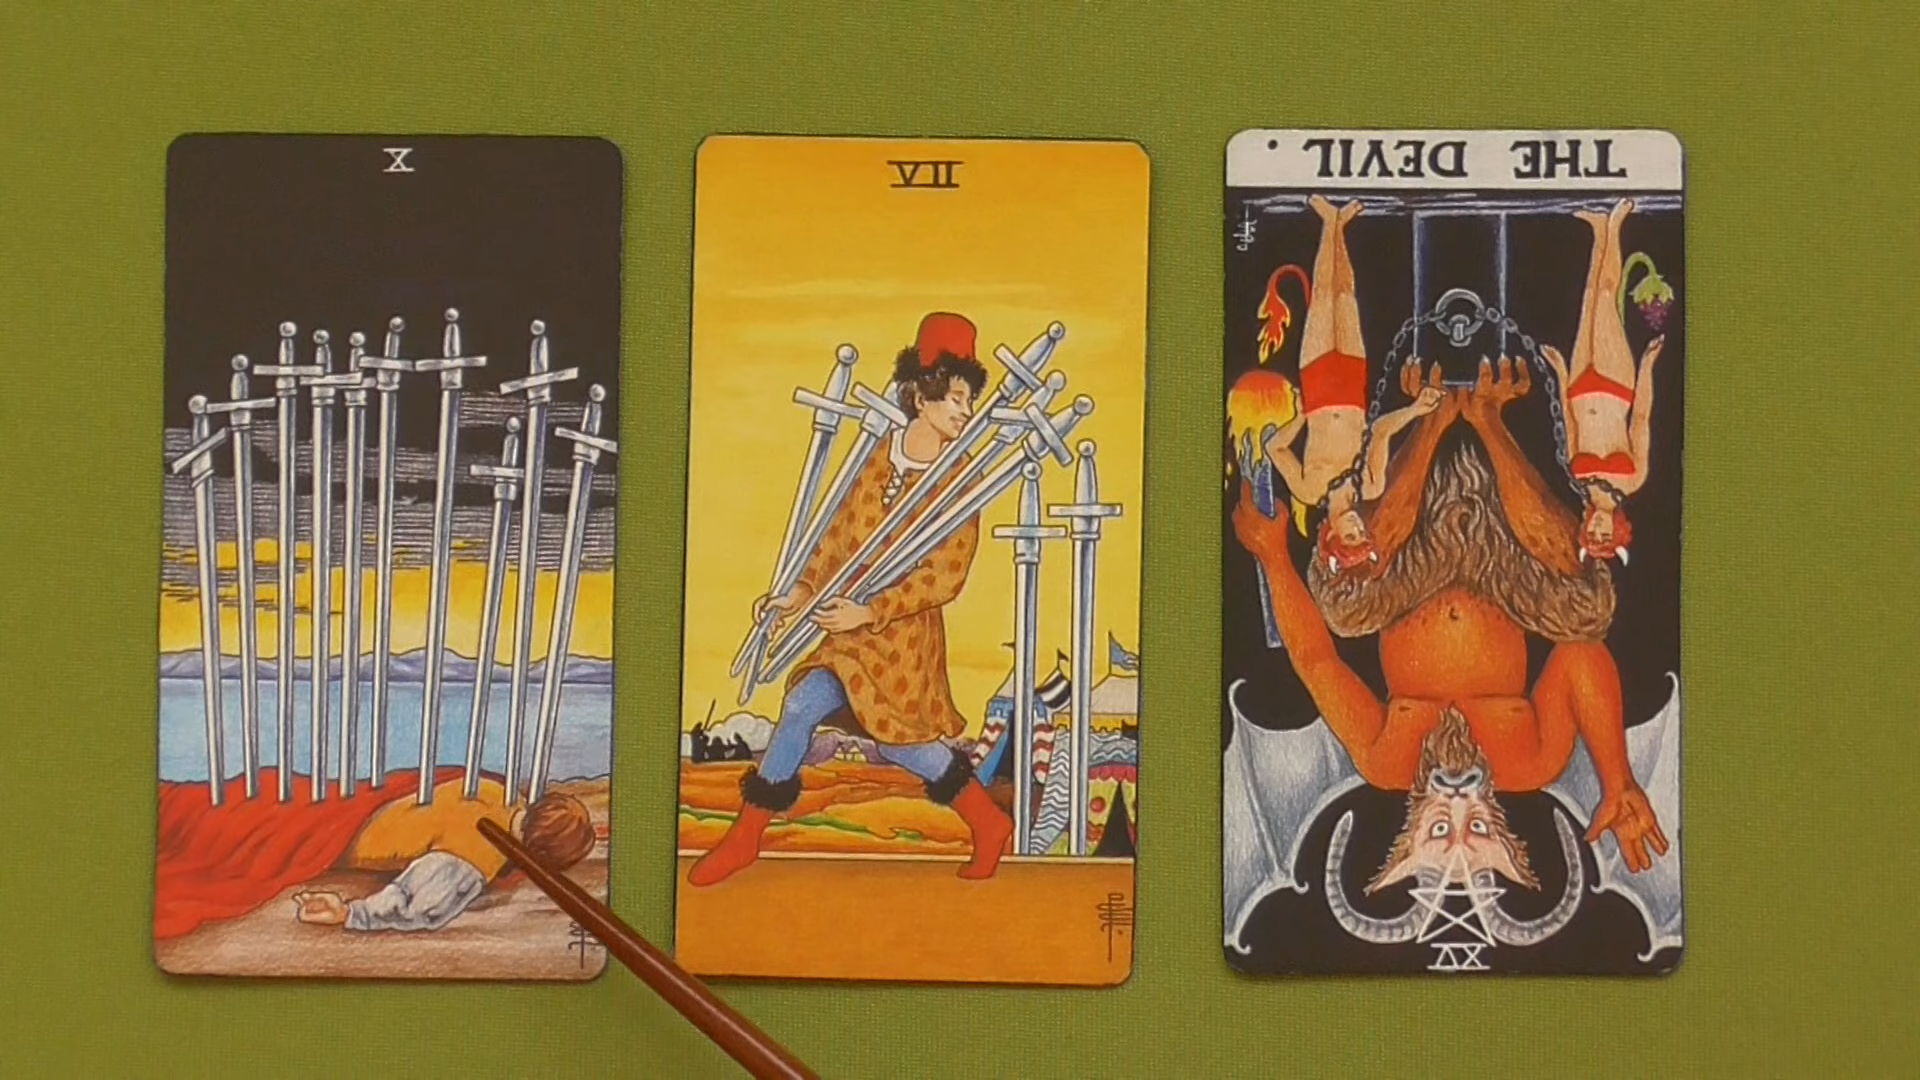 X
VII
THE DEVIL.
XV